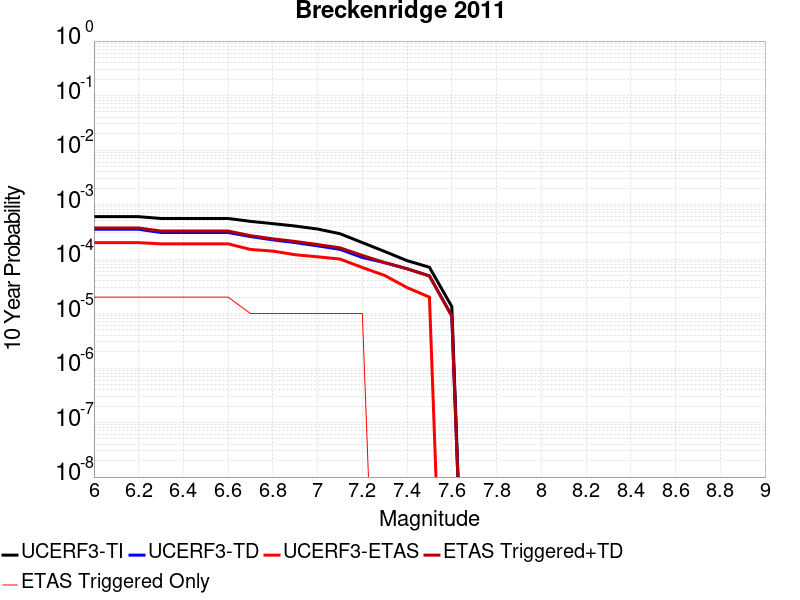 Breckenridge 2011
10^0
10^-1
10^-2
10^-3
10^-4
10^-5
10^-6
10^-7
10^-8
10 Year Probability
6 6.2 6.4 6.6 6.8 7 7.2 7.4 7.6 7.8 8 8.2 8.4 8.6 8.8 9
Magnitude
UCERF3-TI UCERF3-TD UCERF3-ETAS ETAS Triggered+TD
ETAS Triggered Only